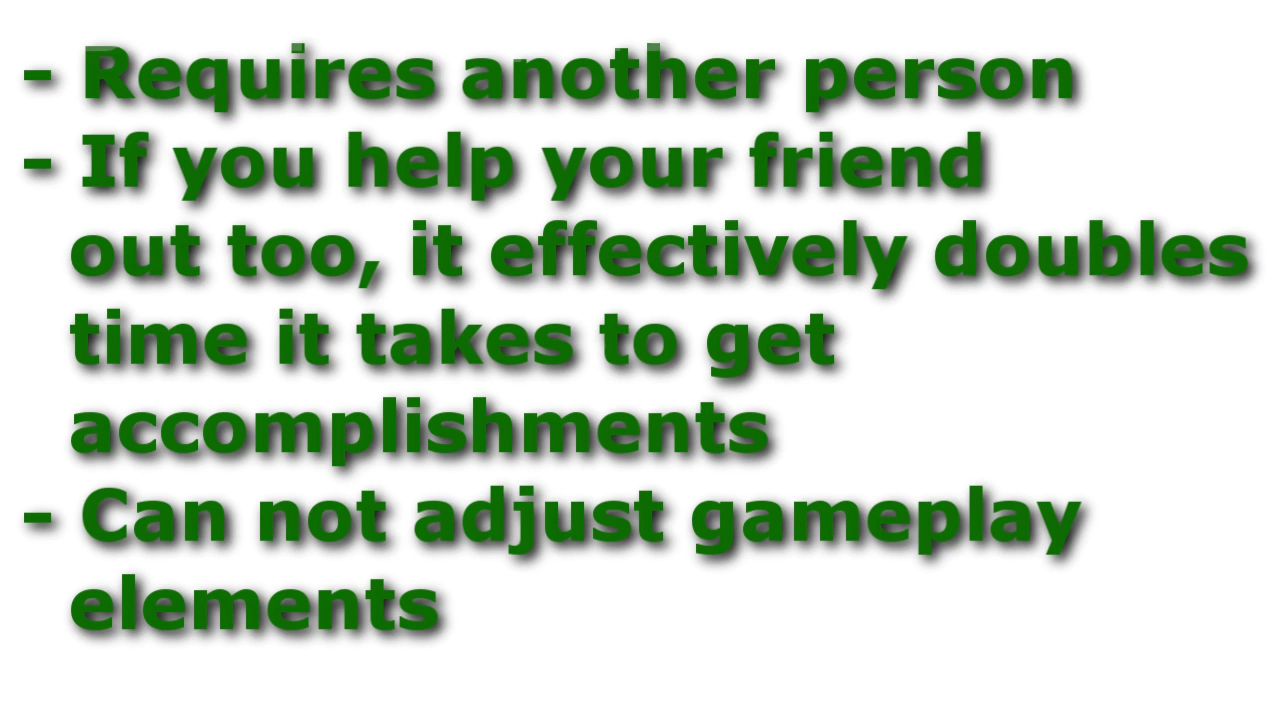 - Requires another person
- If you help your friend
out too, it effectively doubles
time it takes to get
accomplishments
- Can not adjust gameplay
elements